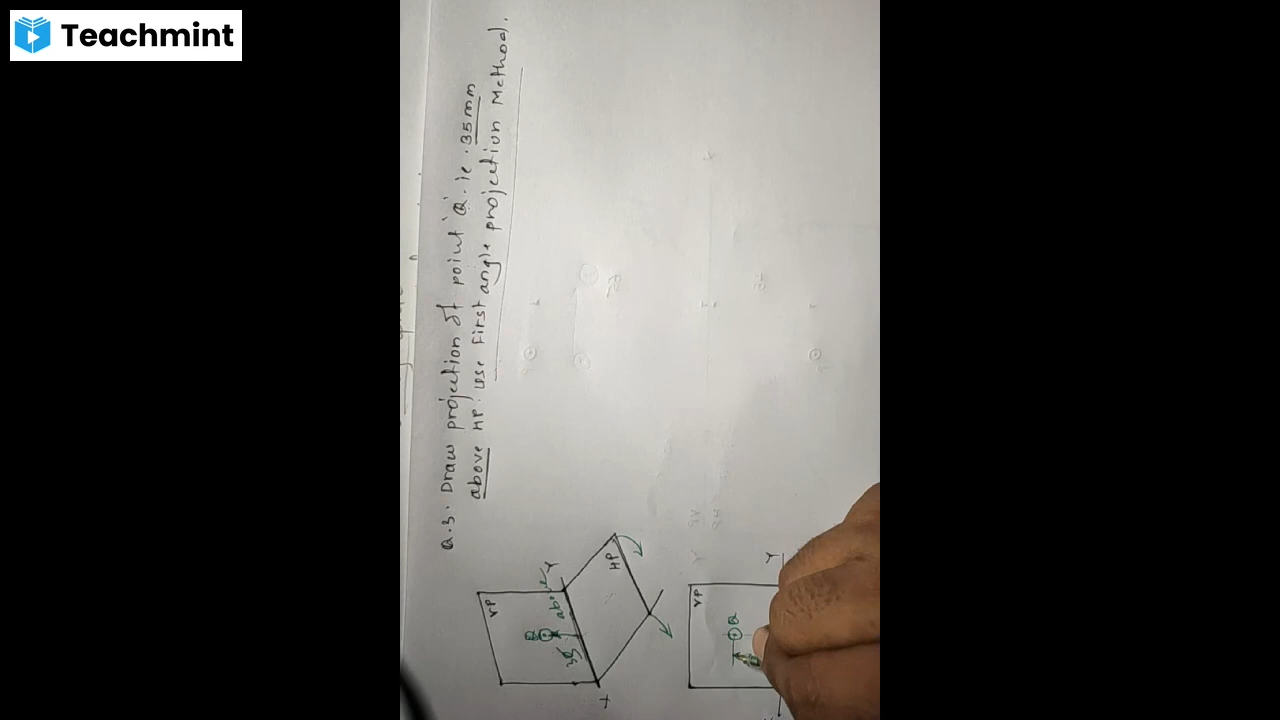 Teachmint
Q.3. Draw projection of point 'Q' ie. 35mm
above HP. use First angle projection Method.
VP
Q
35
above
X
Y
HP
VP
Q
Y